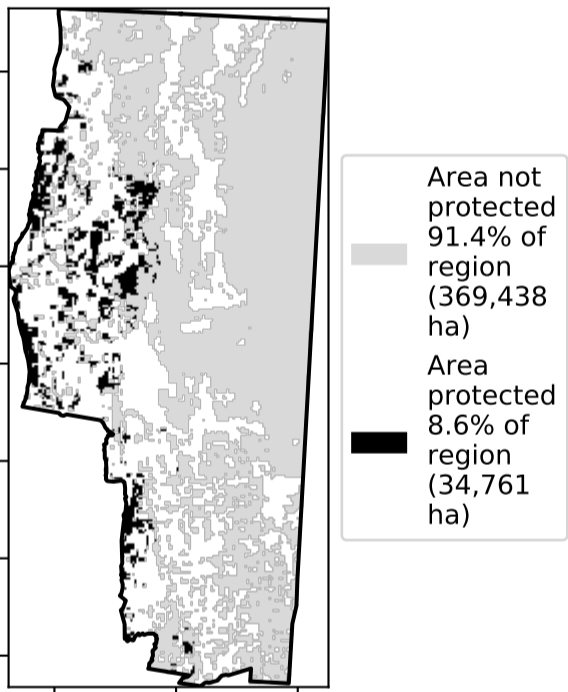 Area not
protected
91.4% of
region
(369,438
ha)
Area
protected
8.6% of
region
(34,761
ha)